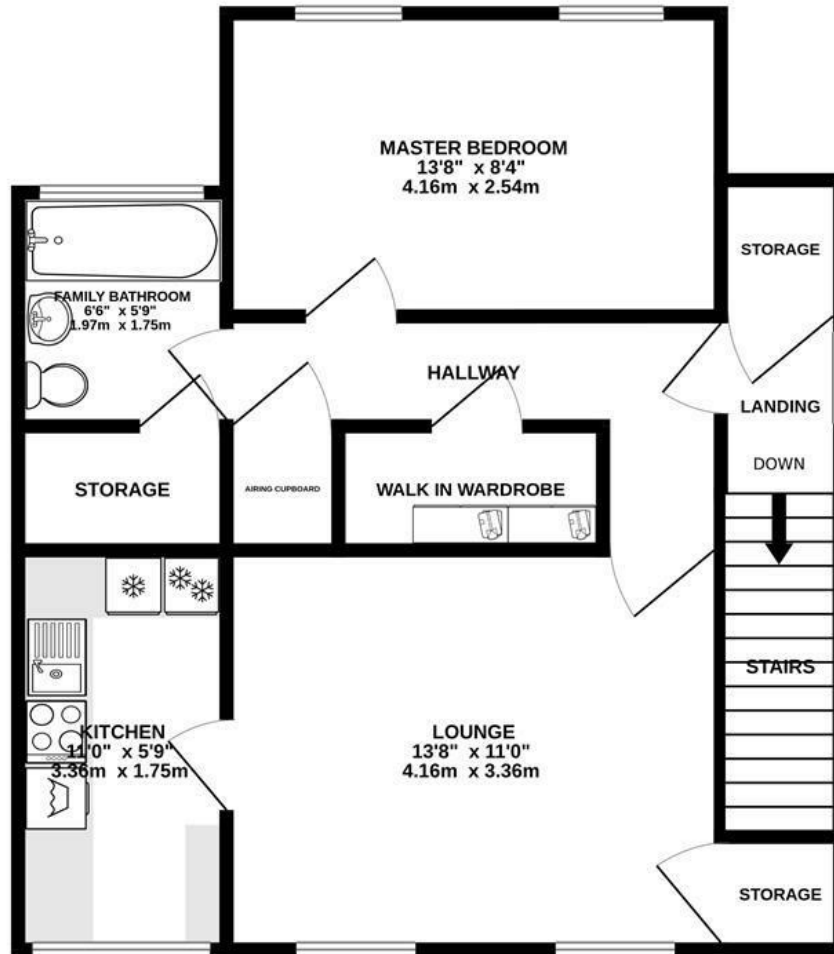 MASTER BEDROOM
13'8" x 8'4"
4.16m x 2.54m
STORAGE
FAMILY BATHROOM
6'6" x 5'9"
1.97m x 1.75m
HALLWAY
LANDING
DOWN
STORAGE
AIRING CUPBOARD
WALK IN WARDROBE
STAIRS
KITCHEN
11'0" x 5'9"
3.36m x 1.75m
LOUNGE
13'8" x 11'0"
4.16m x 3.36m
STORAGE